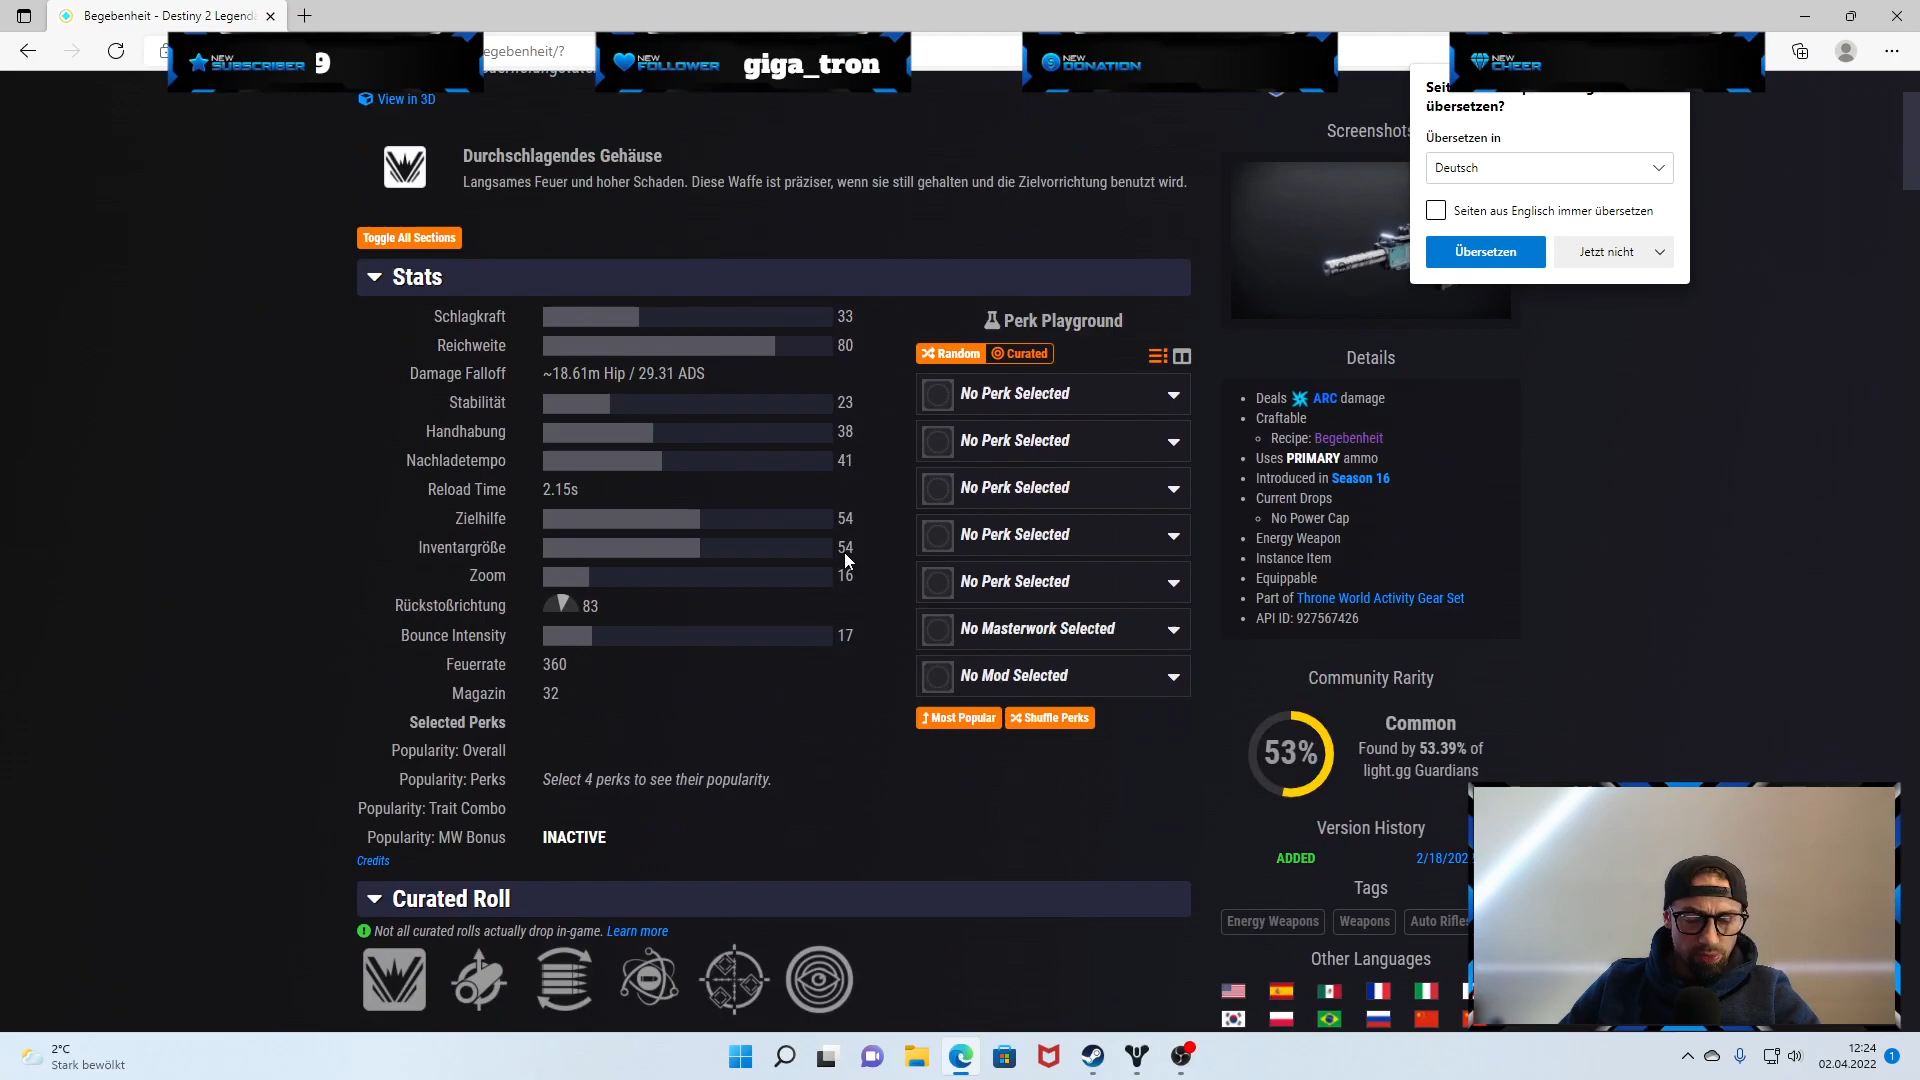 Begebenheit - Destiny 2 Legend
NEW SUBSCRIBER 9
egebenheit/?
NEW FOLLOWER giga_tron
NEW DONATION
NEW CHEER
View in 3D
Seit
übersetzen?
Übersetzen in
Deutsch
Seiten aus Englisch immer übersetzen
Übersetzen
Jetzt nicht
Durchschlagendes Gehäuse
Langsames Feuer und hoher Schaden. Diese Waffe ist präziser, wenn sie still gehalten und die Zielvorrichtung benutzt wird.
Toggle All Sections
Stats
Schlagkraft 33
Reichweite 80
Damage Falloff ~18.61m Hip / 29.31 ADS
Stabilität 23
Handhabung 38
Nachladetempo 41
Reload Time 2.15s
Zielhilfe 54
Inventargröße 54
Zoom 16
Rückstoßrichtung 83
Bounce Intensity 17
Feuerrate 360
Magazin 32
Selected Perks
Popularity: Overall
Popularity: Perks Select 4 perks to see their popularity.
Popularity: Trait Combo
Popularity: MW Bonus INACTIVE
Credits
Perk Playground
Random Curated
No Perk Selected
No Perk Selected
No Perk Selected
No Perk Selected
No Perk Selected
No Masterwork Selected
No Mod Selected
Most Popular Shuffle Perks
Curated Roll
Not all curated rolls actually drop in-game. Learn more
Screenshots
Details
Deals ARC damage
Craftable
Recipe: Begebenheit
Uses PRIMARY ammo
Introduced in Season 16
Current Drops
No Power Cap
Energy Weapon
Instance Item
Equippable
Part of Throne World Activity Gear Set
API ID: 927567426
Community Rarity
53%
Common
Found by 53.39% of
light.gg Guardians
Version History
ADDED 2/18/202
Tags
Energy Weapons Weapons Auto Rifles
Other Languages
2°C
Stark bewölkt
12:24
02.04.2022
1